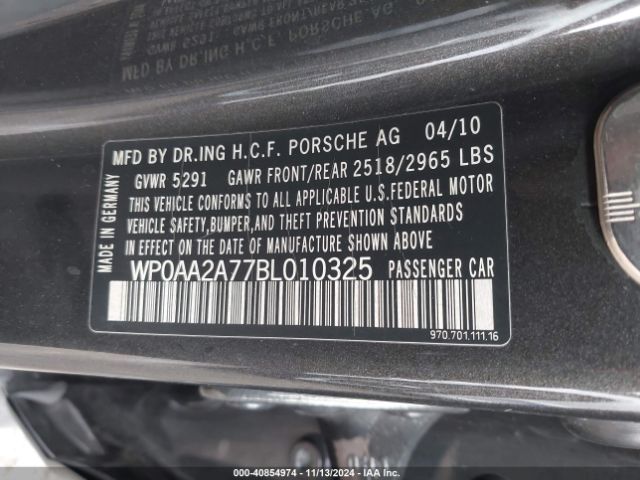 MFD BY DR.ING H.C.F. PORSCHE AG 04/10
GVWR 5291 GAWR FRONT/REAR 2518/2965 LBS
THIS VEHICLE CONFORMS TO ALL APPLICABLE U.S.FEDERAL MOTOR
VEHICLE SAFETY,BUMPER,AND THEFT PREVENTION STANDARDS
IN EFFECT ON THE DATE OF MANUFACTURE SHOWN ABOVE.
WP0AA2A77BL010325 PASSENGER CAR
970.701.111.16
MADE IN GERMANY
000-40854974 | 11/13/2024 | IAA Inc.